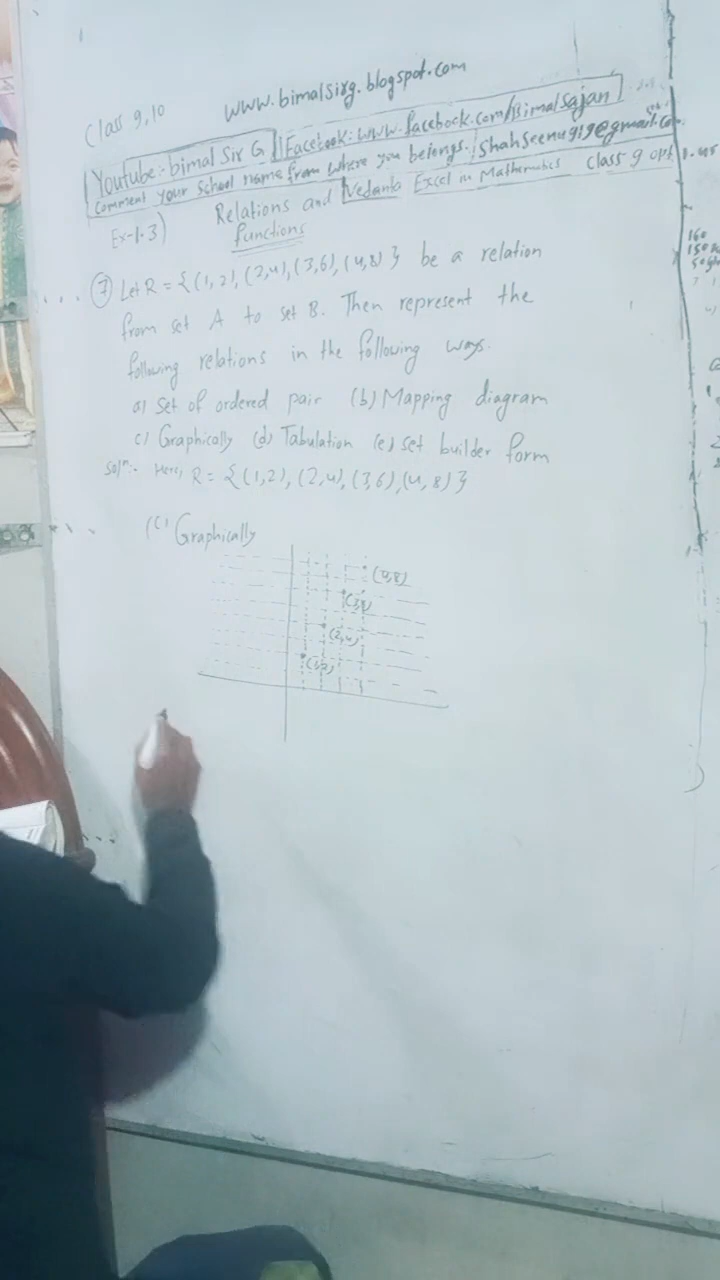 Class 9,10 www.bimalsirg.blogspot.com
Youtube:- bimal Sir G Facebook: www.facebook.com/bimalsajan
Comment your School name from where you belongs.
Ex-1.3) Relations and Functions Vedanta Excel in Mathematics Class 9 opt
7 Let R = {(1,2), (2,4), (3,6), (4,8)} be a relation
from set A to set B. Then represent the
following relations in the following ways.
a) Set of ordered pair (b) Mapping diagram
c) Graphically (d) Tabulation (e) set builder form
Solⁿ:- Here, R = {(1,2), (2,4), (3,6), (4,8)}
(C) Graphically
(4,8)
(3,6)
(2,4)
(1,2)